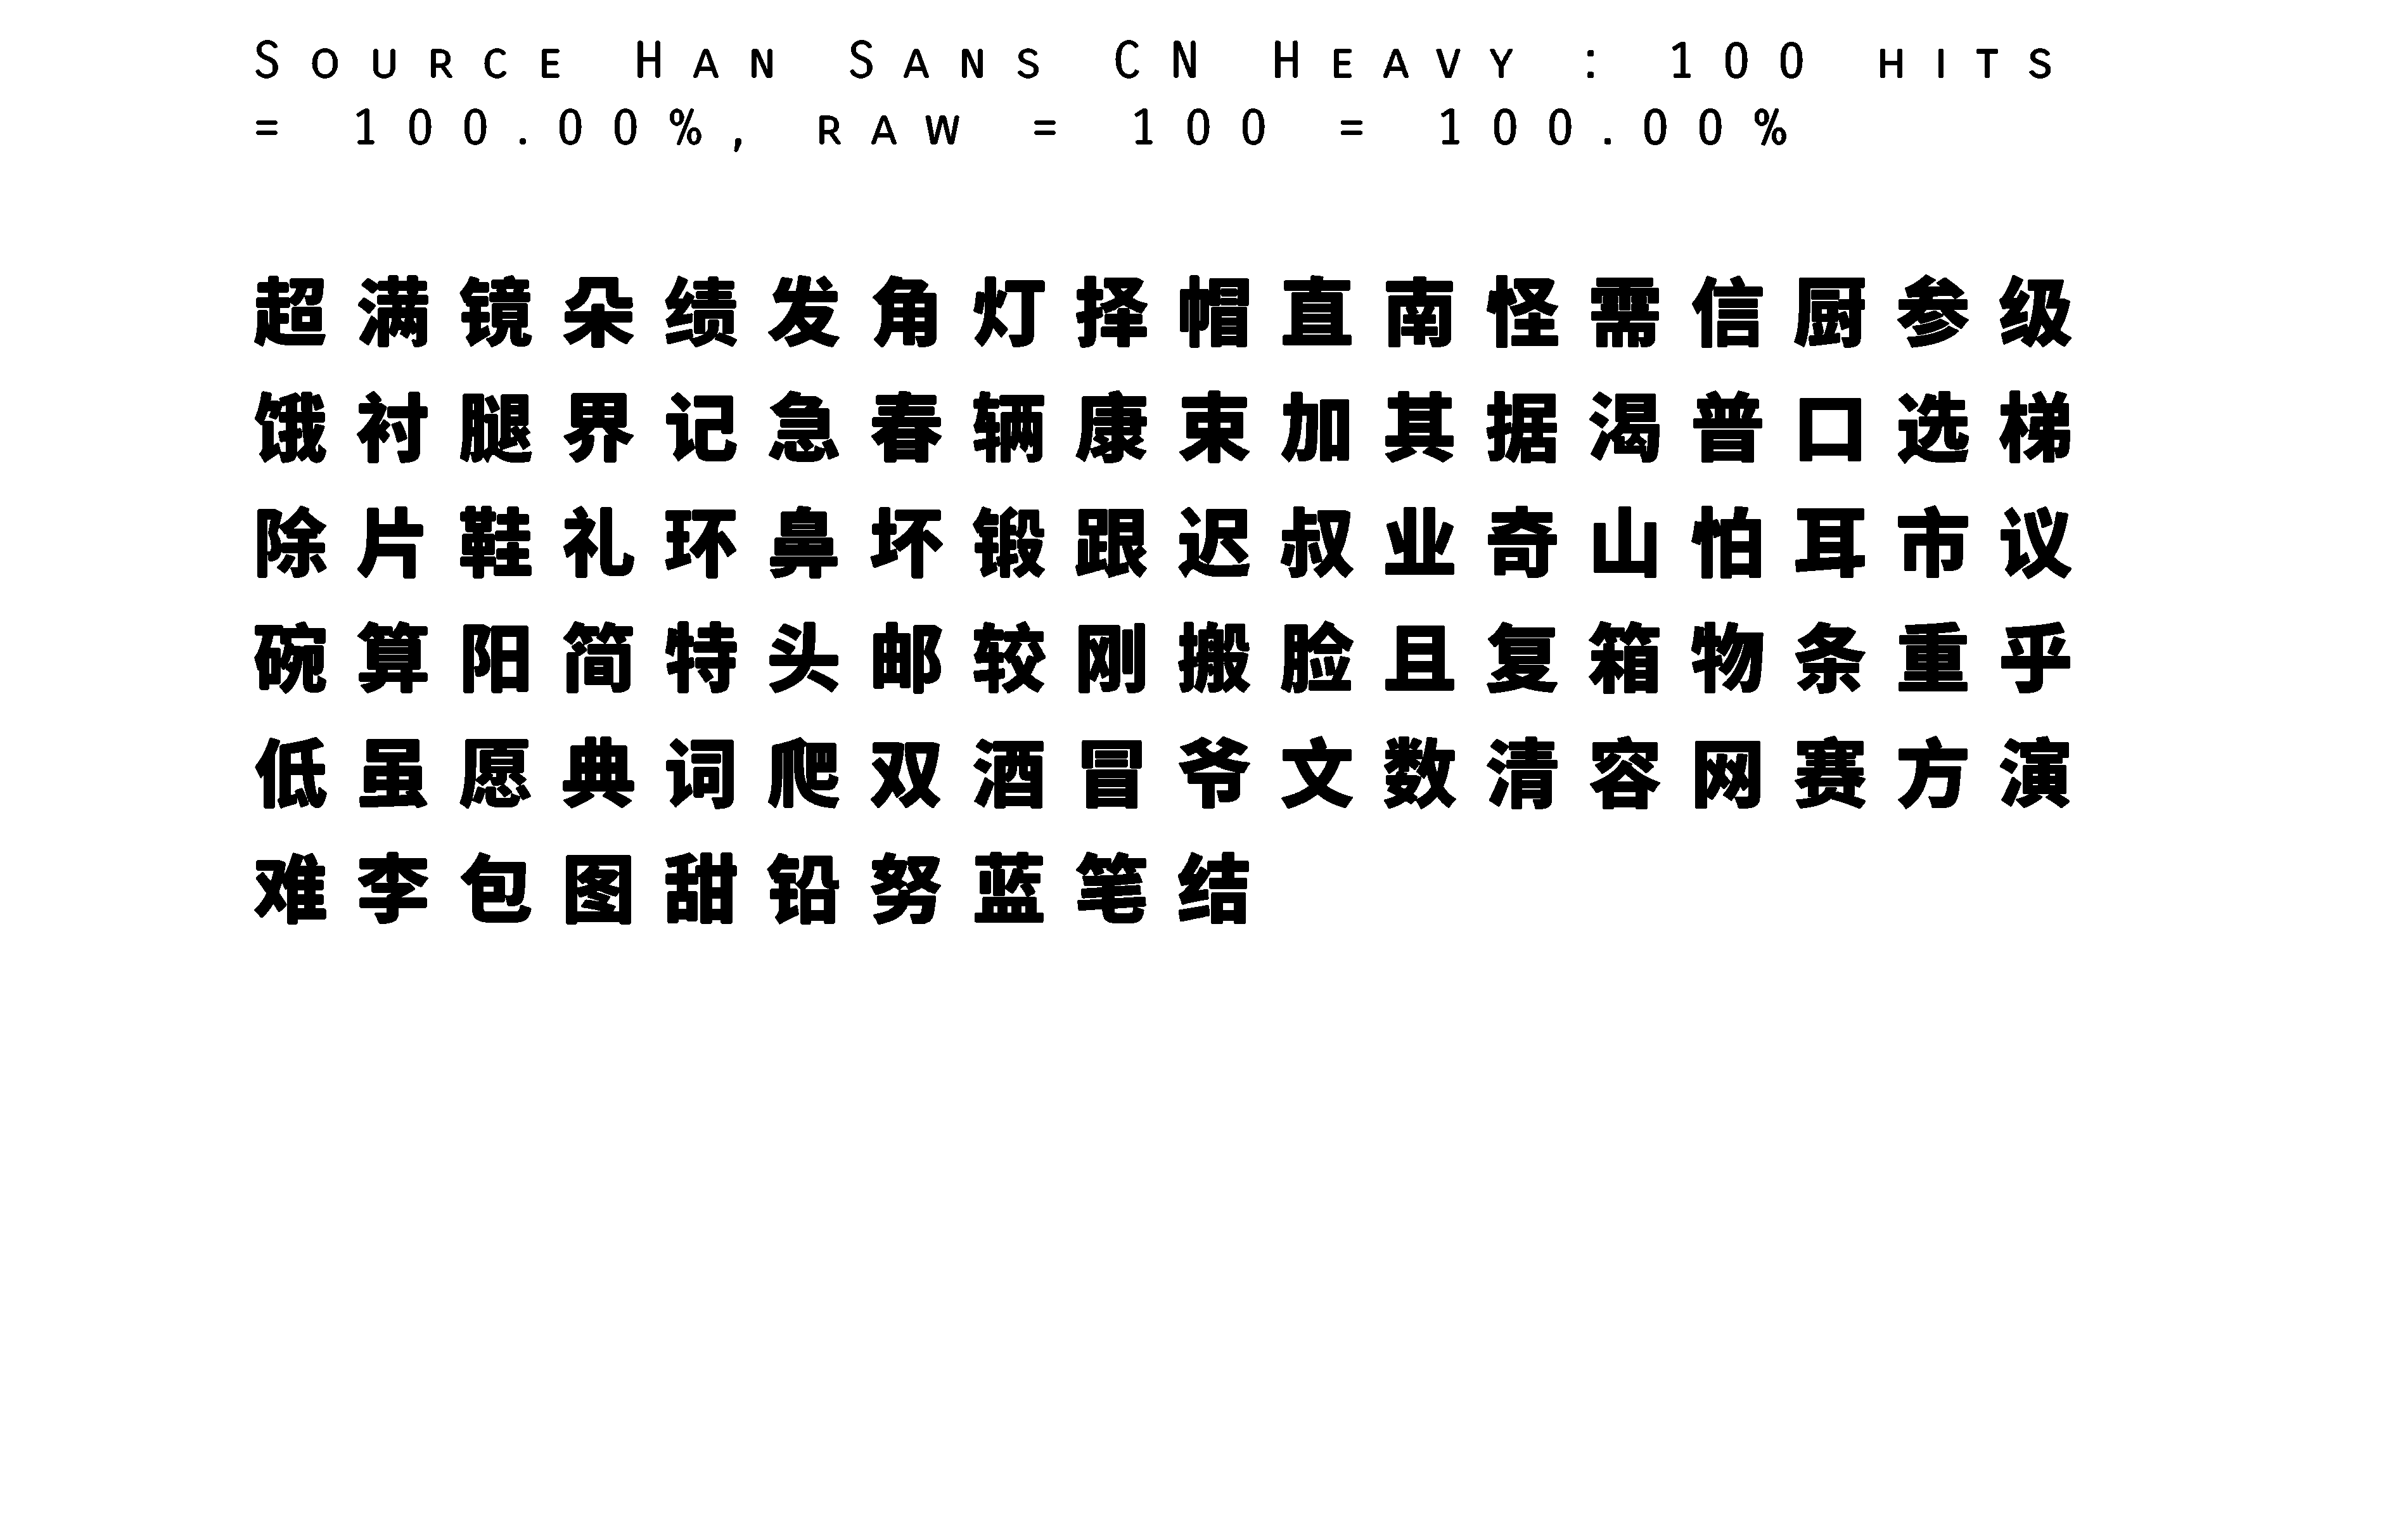 Source Han Sans CN Heavy : 100 hits
= 100.00%, raw = 100 = 100.00%
超满镜朵绩发角灯择帽直南怪需信厨参级
饿衬腿界记急春辆康束加其据渴普口选梯
除片鞋礼环鼻坏锻跟迟叔业奇山怕耳市议
碗算阳简特头邮较刚搬脸且复箱物条重乎
低虽愿典词爬双酒冒爷文数清容网赛方演
难李包图甜铅努蓝笔结